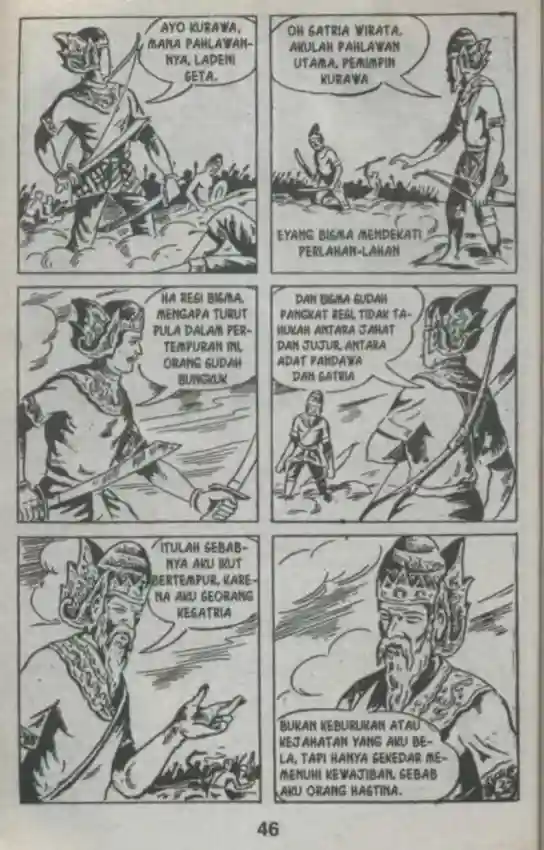 AYO KURAWA,
MANA PAHLAWAN-
NYA, LADENI
SETA.
OH SATRIA WIRATA.
AKULAH PAHLAWAN
UTAMA, PEMIMPIN
KURAWA
EYANG BISMA MENDEKATI
PERLAHAN-LAHAN
HA RESI BISMA,
MENGAPA TURUT
PULA DALAM PER-
TEMPURAN INI,
ORANG SUDAH
BUNGKUK
DAN BISMA SUDAH
PANGKAT RESI, TIDAK TA-
HUKAH ANTARA JAHAT
DAN JUJUR, ANTARA
ADAT PANDAWA
DAN SATRIA
ITULAH SEBAB-
NYA AKU IKUT
BERTEMPUR, KARE-
NA AKU SEORANG
KESATRIA
BUKAN KEBURUKAN ATAU
KEJAHATAN YANG AKU BE-
LA, TAPI HANYA SEKEDAR ME-
MENUHI KEWAJIBAN, SEBAB
AKU ORANG HASTINA.
46